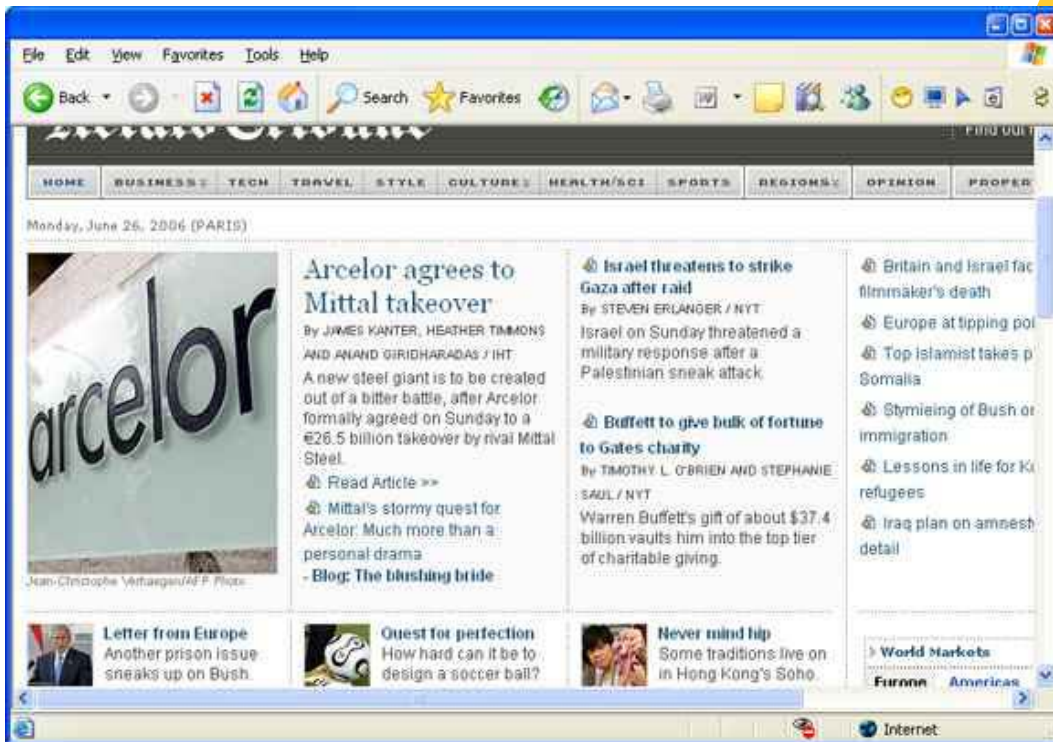 File Edit View Favorites Tools Help
Back Search Favorites
Herald Tribune
Find out
HOME BUSINESS TECH TRAVEL STYLE CULTURE HEALTH/SCI SPORTS REGIONS OPINION PROPER
Monday, June 26, 2006 (PARIS)
arcelor
Jean-Christophe Verhaegen/AFP Photo
Arcelor agrees to
Mittal takeover
By JAMES KANTER, HEATHER TIMMONS
AND ANAND GIRIDHARADAS / IHT
A new steel giant is to be created
out of a bitter battle, after Arcelor
formally agreed on Sunday to a
€26.5 billion takeover by rival Mittal
Steel.
Read Article >>
Mittal's stormy quest for
Arcelor: Much more than a
personal drama
- Blog: The blushing bride
Israel threatens to strike
Gaza after raid
By STEVEN ERLANGER / NYT
Israel on Sunday threatened a
military response after a
Palestinian sneak attack.
Buffett to give bulk of fortune
to Gates charity
By TIMOTHY L. O'BRIEN AND STEPHANIE
SAUL / NYT
Warren Buffett's gift of about $37.4
billion vaults him into the top tier
of charitable giving.
Britain and Israel fac
filmmaker's death
Europe at tipping poi
Top Islamist takes p
Somalia
Stymieing of Bush on
immigration
Lessons in life for Ko
refugees
Iraq plan on amnest
detail
Letter from Europe
Another prison issue
sneaks up on Bush.
Quest for perfection
How hard can it be to
design a soccer ball?
Never mind hip
Some traditions live on
in Hong Kong's Soho.
World Markets
Europe Americas
Internet